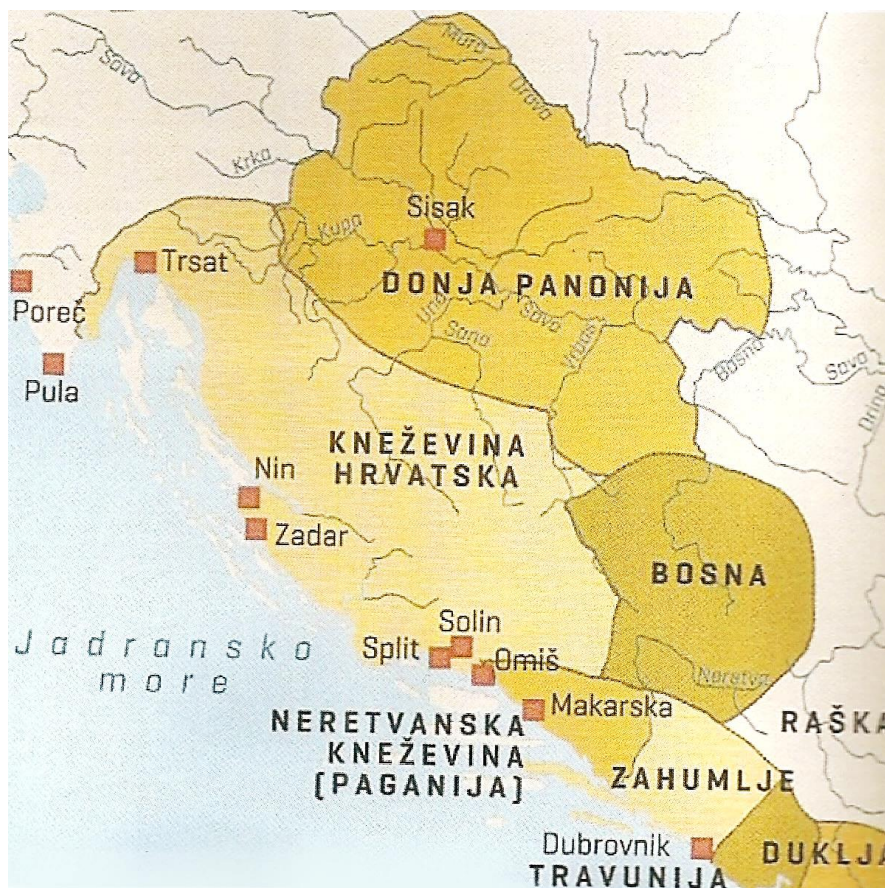 Mura
Sava
Drava
Krka
Sisak
Kupa
Trsat
DONJA PANONIJA
Poreč
Una
Sava
Sana
Vrbas
Bosna
Sava
Pula
Drina
KNEŽEVINA
HRVATSKA
Nin
Zadar
BOSNA
Jadransko
more
Solin
Split
Omiš
Neretva
Makarska
NERETVANSKA
KNEŽEVINA
[PAGANIJA]
RAŠKA
ZAHUMLJE
Dubrovnik
DUKLJA
TRAVUNIJA